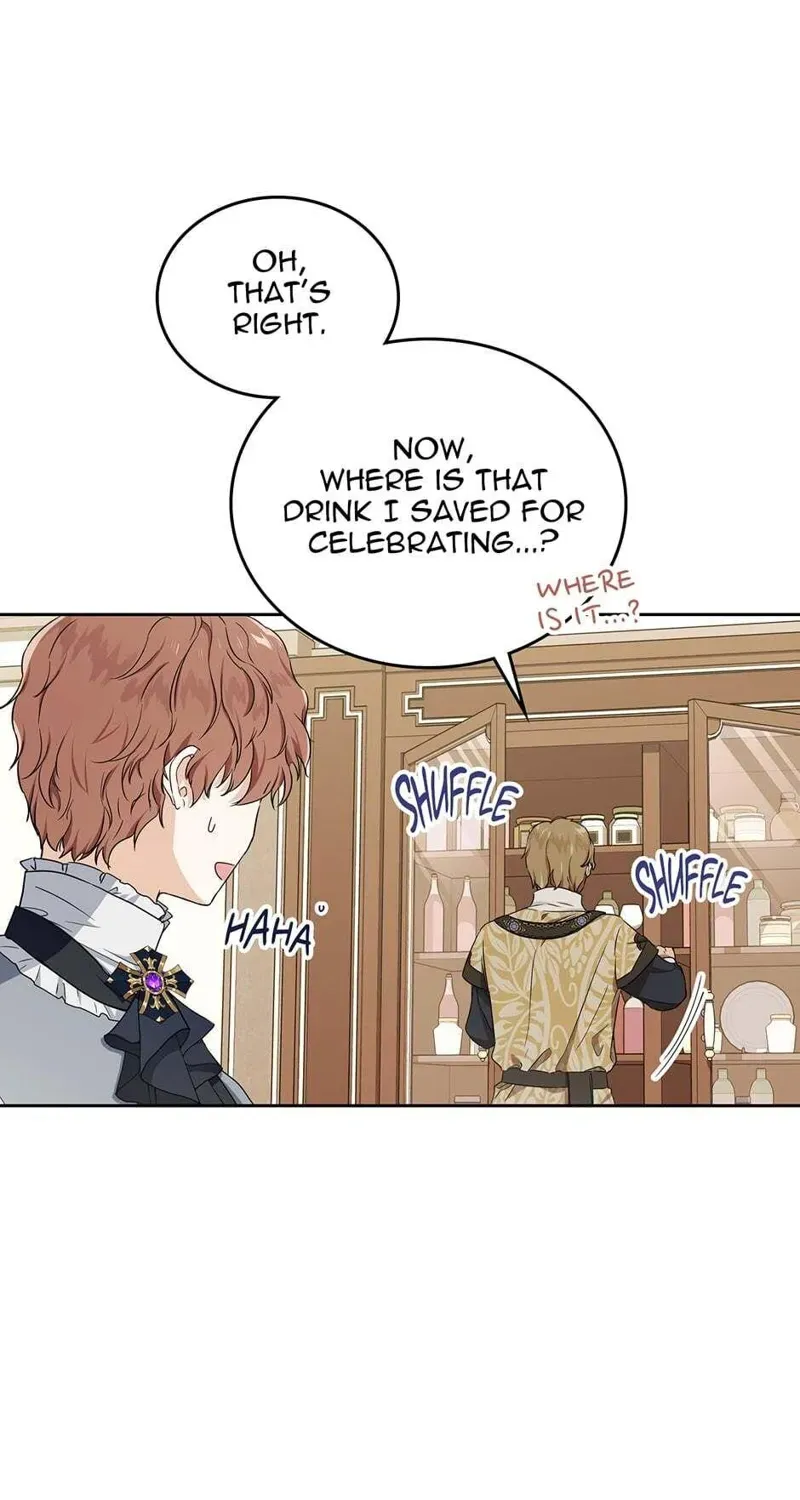 OH,
THAT'S
RIGHT.
NOW,
WHERE IS THAT
DRINK I SAVED FOR
CELEBRATING...?
WHERE
IS IT...?
SHUFFLE
SHUFFLE
HAHA